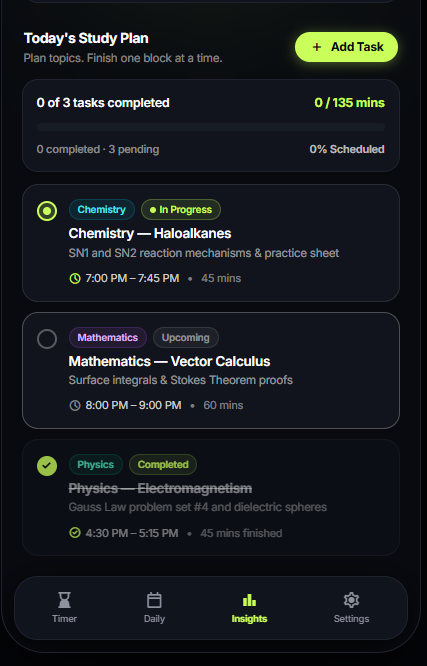 Today's Study Plan
Plan topics. Finish one block at a time.
+ Add Task
0 of 3 tasks completed
0 / 135 mins
0 completed · 3 pending
0% Scheduled
Chemistry
In Progress
Chemistry — Haloalkanes
SN1 and SN2 reaction mechanisms & practice sheet
7:00 PM – 7:45 PM • 45 mins
Mathematics
Upcoming
Mathematics — Vector Calculus
Surface integrals & Stokes Theorem proofs
8:00 PM – 9:00 PM • 60 mins
Physics
Completed
Physics — Electromagnetism
Gauss Law problem set #4 and dielectric spheres
4:30 PM – 5:15 PM • 45 mins finished
Timer
Daily
Insights
Settings